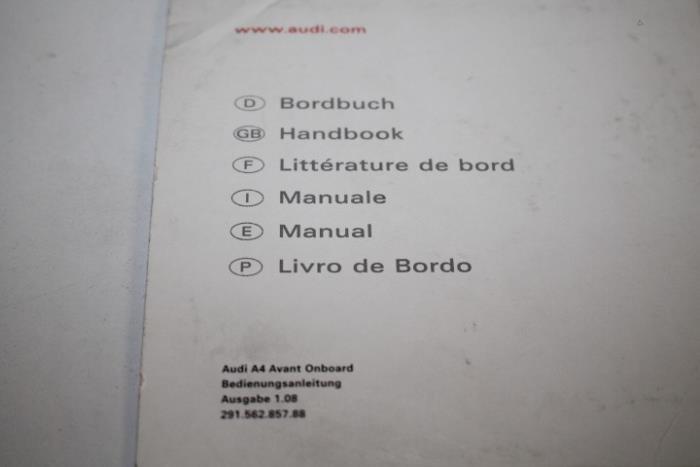 www.audi.com
D Bordbuch
GB Handbook
F Littérature de bord
I Manuale
E Manual
P Livro de Bordo
Audi A4 Avant Onboard
Bedienungsanleitung
Ausgabe 1.08
291.562.857.88